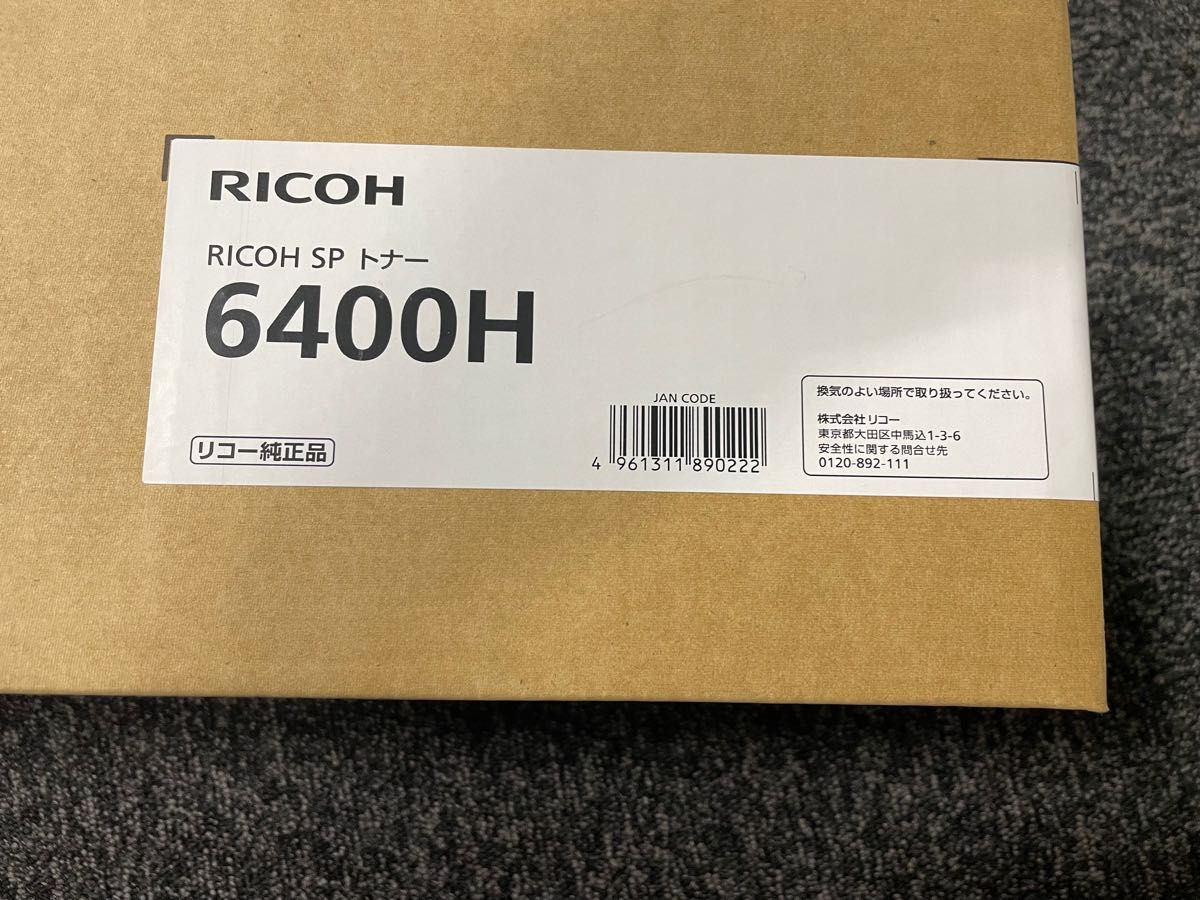 RICOH
RICOH SP トナー
6400H
リコー純正品
JAN CODE
4 961311 890222
換気のよい場所で取り扱ってください。
株式会社リコー
東京都大田区中馬込1-3-6
安全性に関する問合せ先
0120-892-111